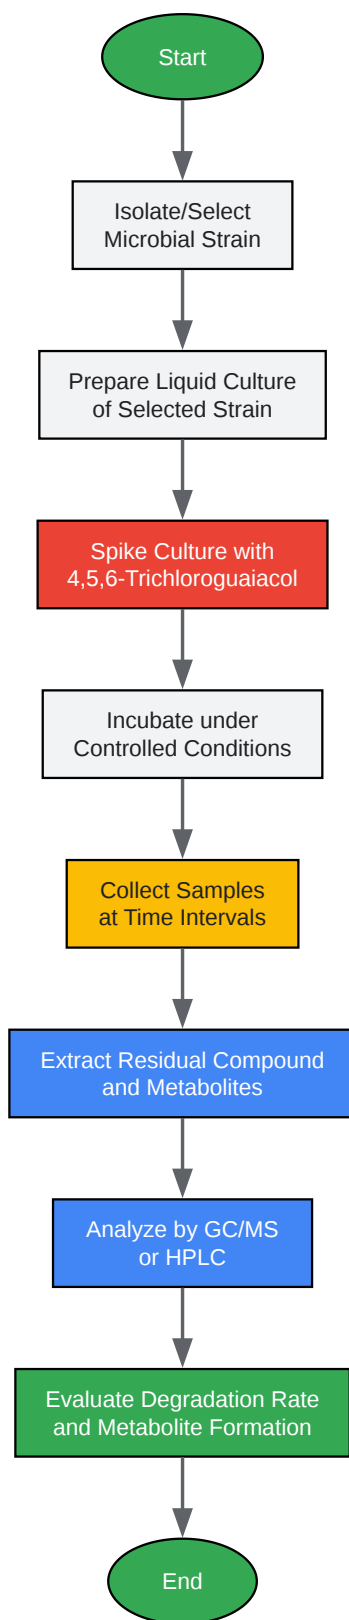 Start
Isolate/Select
Microbial Strain
Prepare Liquid Culture
of Selected Strain
Spike Culture with
4,5,6-Trichloroguaiacol
Incubate under
Controlled Conditions
Collect Samples
at Time Intervals
Extract Residual Compound
and Metabolites
Analyze by GC/MS
or HPLC
Evaluate Degradation Rate
and Metabolite Formation
End